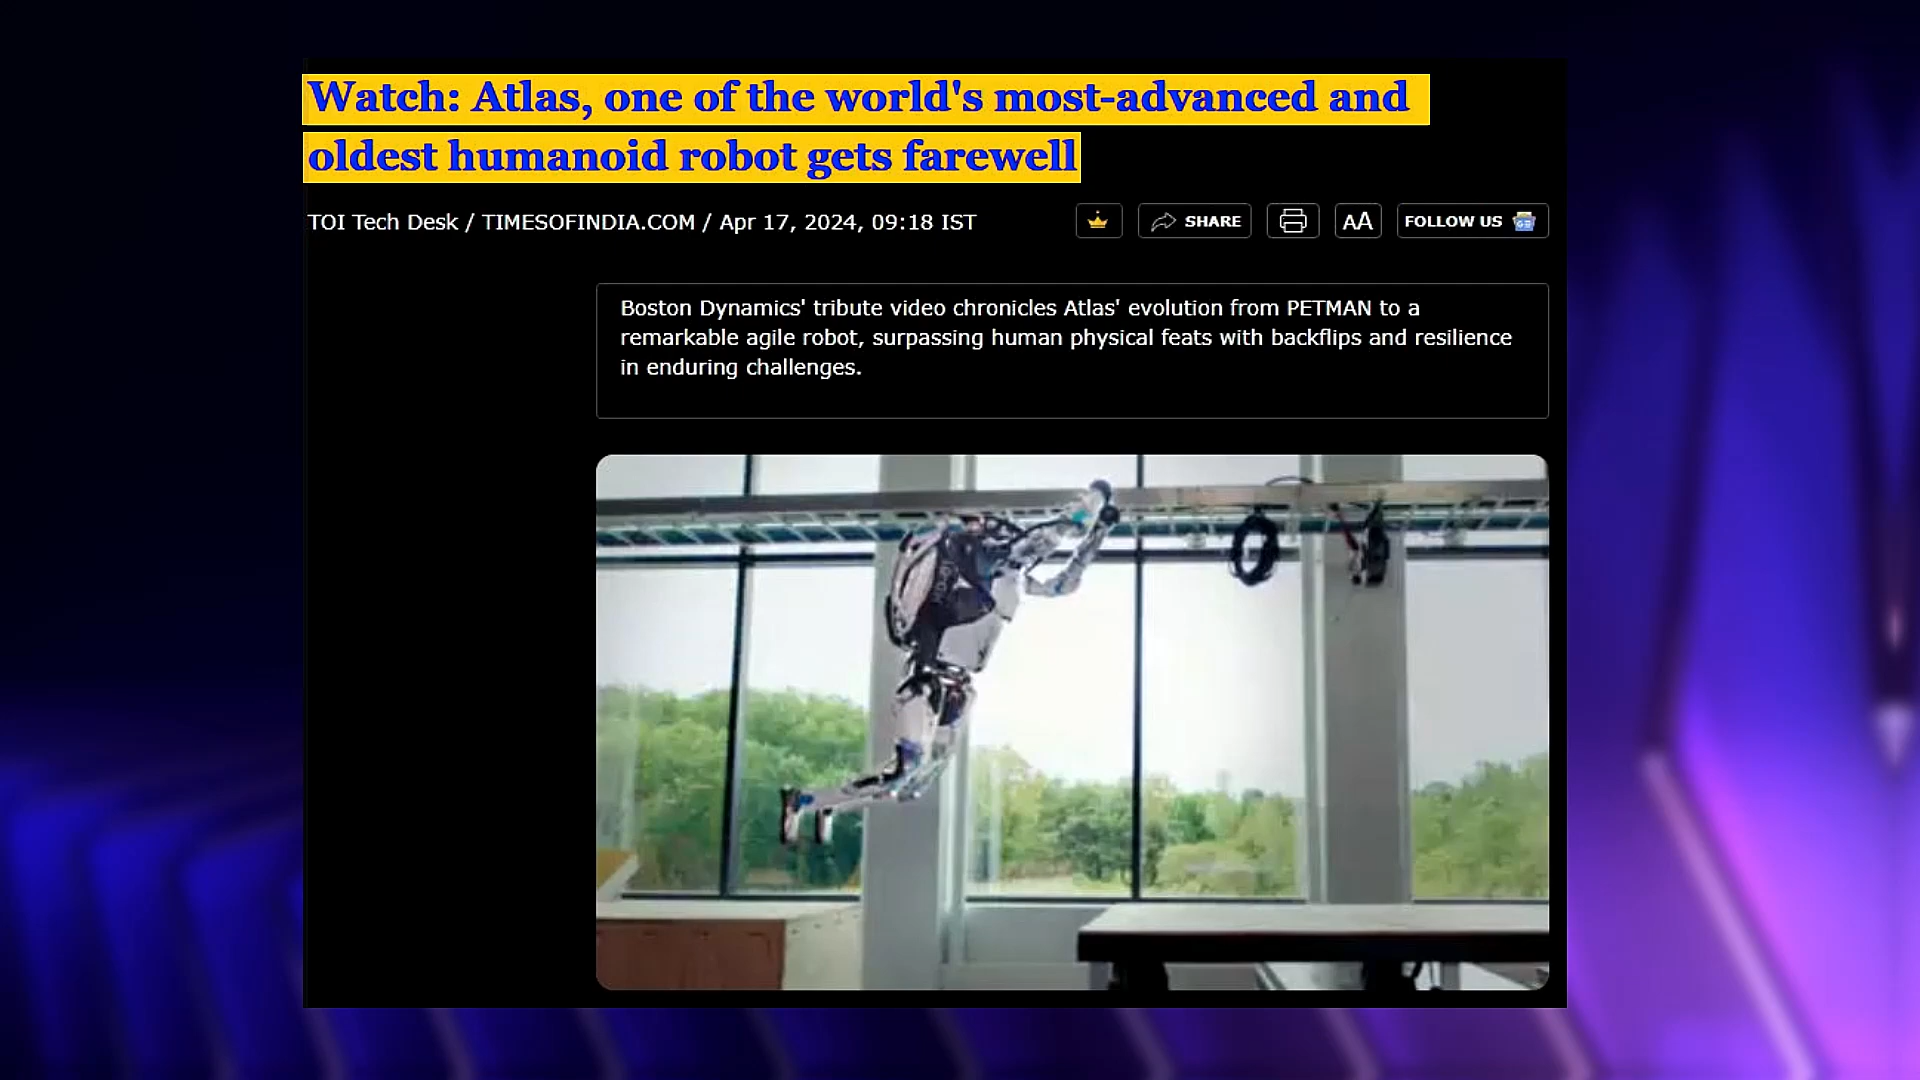 Watch: Atlas, one of the world's most-advanced and
oldest humanoid robot gets farewell
TOI Tech Desk / TIMESOFINDIA.COM / Apr 17, 2024, 09:18 IST
SHARE
AA
FOLLOW US
Boston Dynamics' tribute video chronicles Atlas' evolution from PETMAN to a
remarkable agile robot, surpassing human physical feats with backflips and resilience
in enduring challenges.